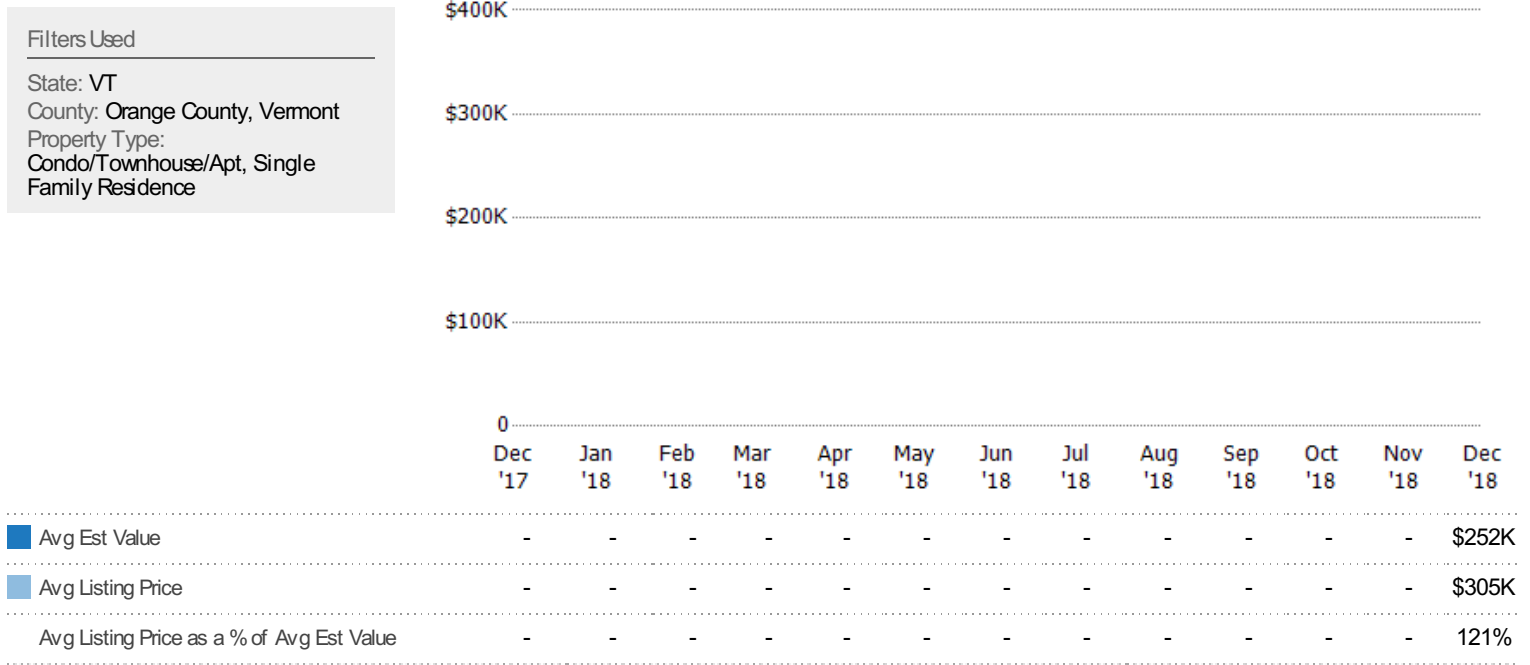 Filters Used
State: VT
County: Orange County, Vermont
Property Type:
Condo/Townhouse/Apt, Single
Family Residence
$400K
$300K
$200K
$100K
0
Dec Jan Feb Mar Apr May Jun Jul Aug Sep Oct Nov Dec
'17 '18 '18 '18 '18 '18 '18 '18 '18 '18 '18 '18 '18
Avg Est Value - - - - - - - - - - - - $252K
Avg Listing Price - - - - - - - - - - - - $305K
Avg Listing Price as a % of Avg Est Value - - - - - - - - - - - - 121%